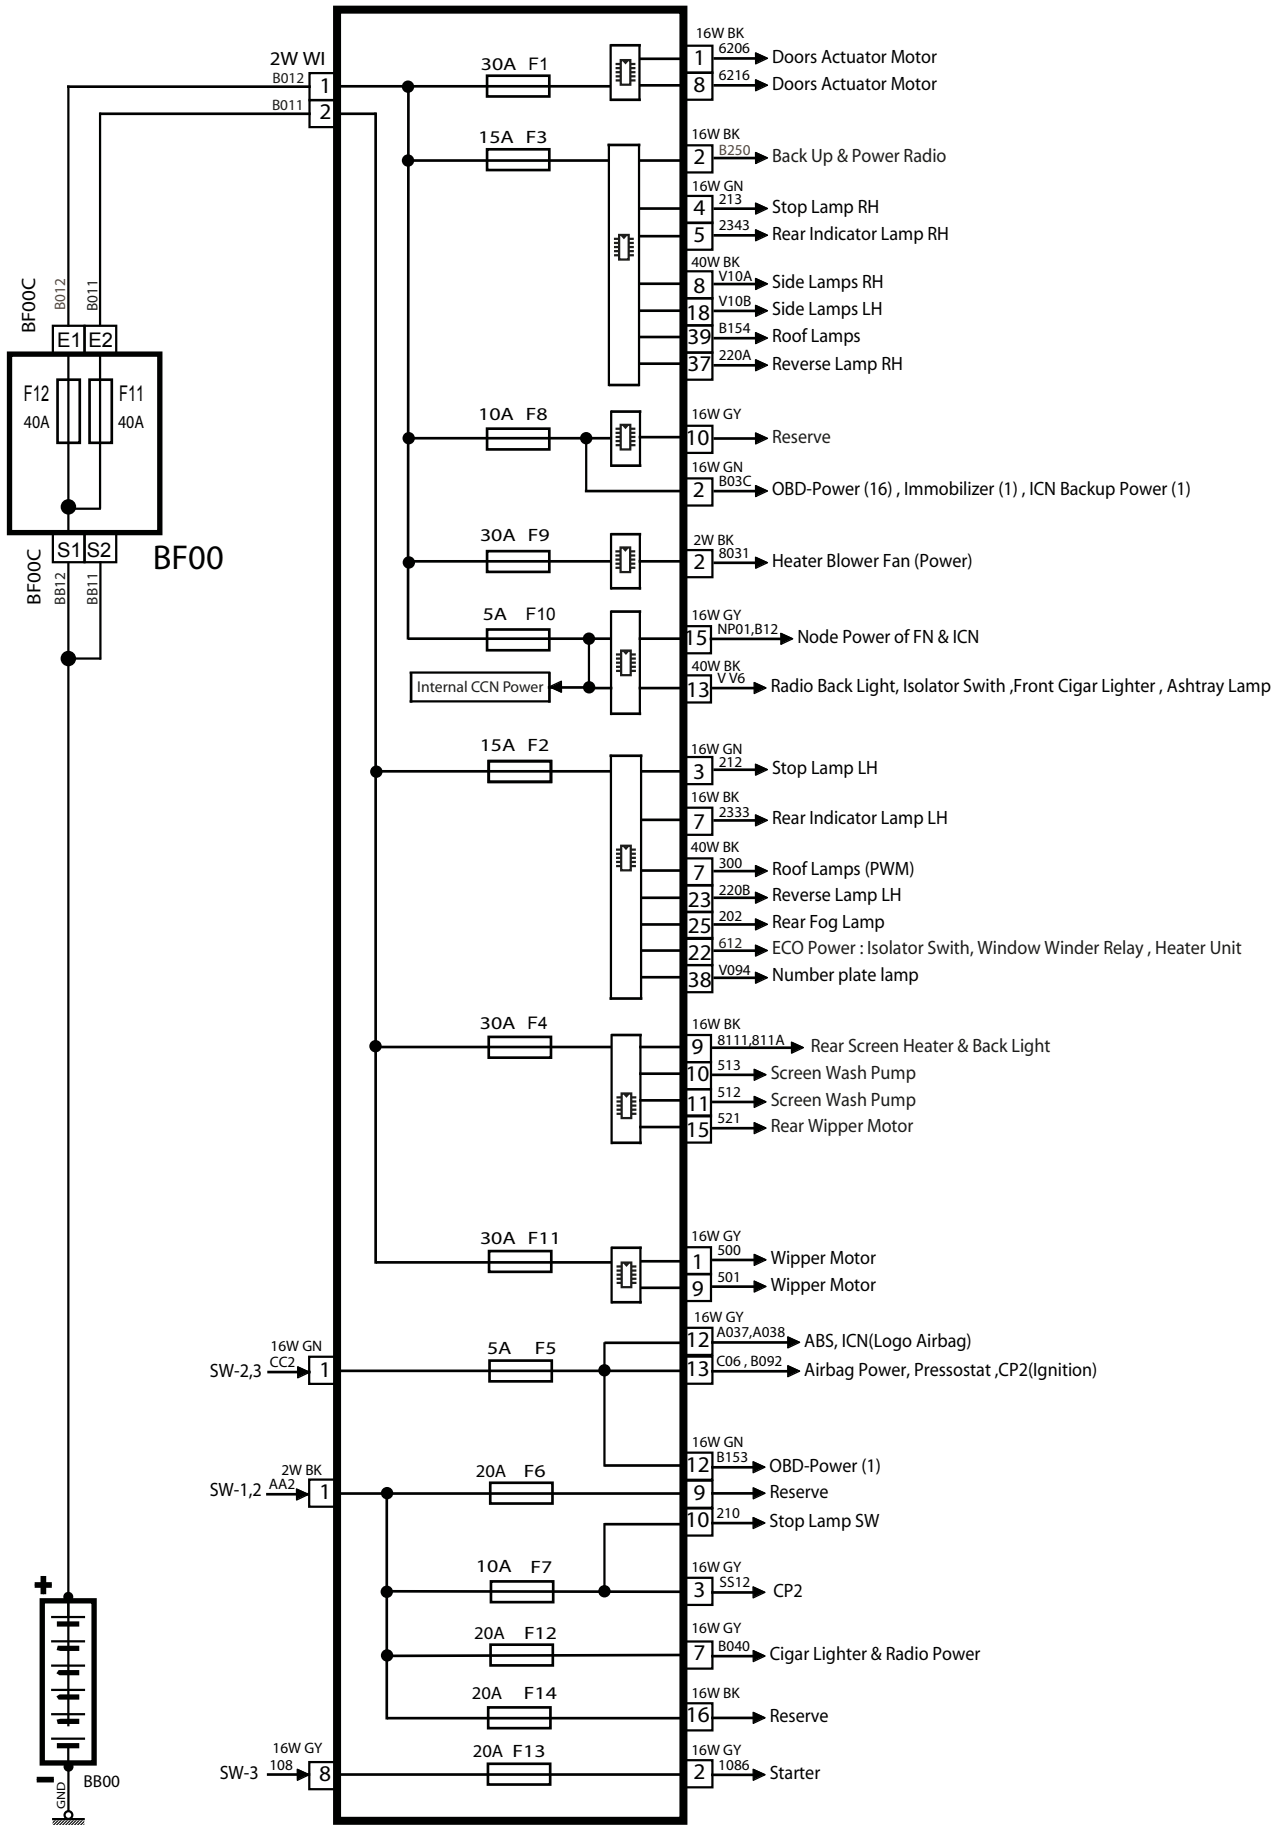 16W BK
30A F1
1 6206 Doors Actuator Motor
8 6216 Doors Actuator Motor
2W WI
B012 1
B011 2
15A F3
16W BK
2 B250 Back Up & Power Radio
16W GN
4 213 Stop Lamp RH
5 2343 Rear Indicator Lamp RH
40W BK
8 V10A Side Lamps RH
18 V10B Side Lamps LH
39 B154 Roof Lamps
37 220A Reverse Lamp RH
BF00C B012 B011
E1 E2
F12 F11
40A 40A
S1 S2
BF00C BB12 BB11
BF00
10A F8
16W GY
10 Reserve
16W GN
2 B03C OBD-Power (16) , Immobilizer (1) , ICN Backup Power (1)
30A F9
2W BK
2 8031 Heater Blower Fan (Power)
5A F10
16W GY
15 NP01,B12 Node Power of FN & ICN
Internal CCN Power
40W BK
13 V V6 Radio Back Light, Isolator Swith ,Front Cigar Lighter , Ashtray Lamp
15A F2
16W GN
3 212 Stop Lamp LH
16W BK
7 2333 Rear Indicator Lamp LH
40W BK
7 300 Roof Lamps (PWM)
23 220B Reverse Lamp LH
25 202 Rear Fog Lamp
22 612 ECO Power : Isolator Swith, Window Winder Relay , Heater Unit
38 V094 Number plate lamp
30A F4
16W BK
9 8111,811A Rear Screen Heater & Back Light
10 513 Screen Wash Pump
11 512 Screen Wash Pump
15 521 Rear Wipper Motor
30A F11
16W GY
1 500 Wipper Motor
9 501 Wipper Motor
16W GY
12 A037,A038 ABS, ICN(Logo Airbag)
16W GN
SW-2,3 CC2 1
5A F5
13 C06 , B092 Airbag Power, Pressostat ,CP2(Ignition)
16W GN
12 B153 OBD-Power (1)
2W BK
SW-1,2 AA2 1
20A F6
9 Reserve
10 210 Stop Lamp SW
10A F7
16W GY
3 SS12 CP2
20A F12
16W GY
7 B040 Cigar Lighter & Radio Power
20A F14
16W BK
16 Reserve
16W GY
SW-3 108 8
20A F13
16W GY
2 1086 Starter
+
−
GND
BB00